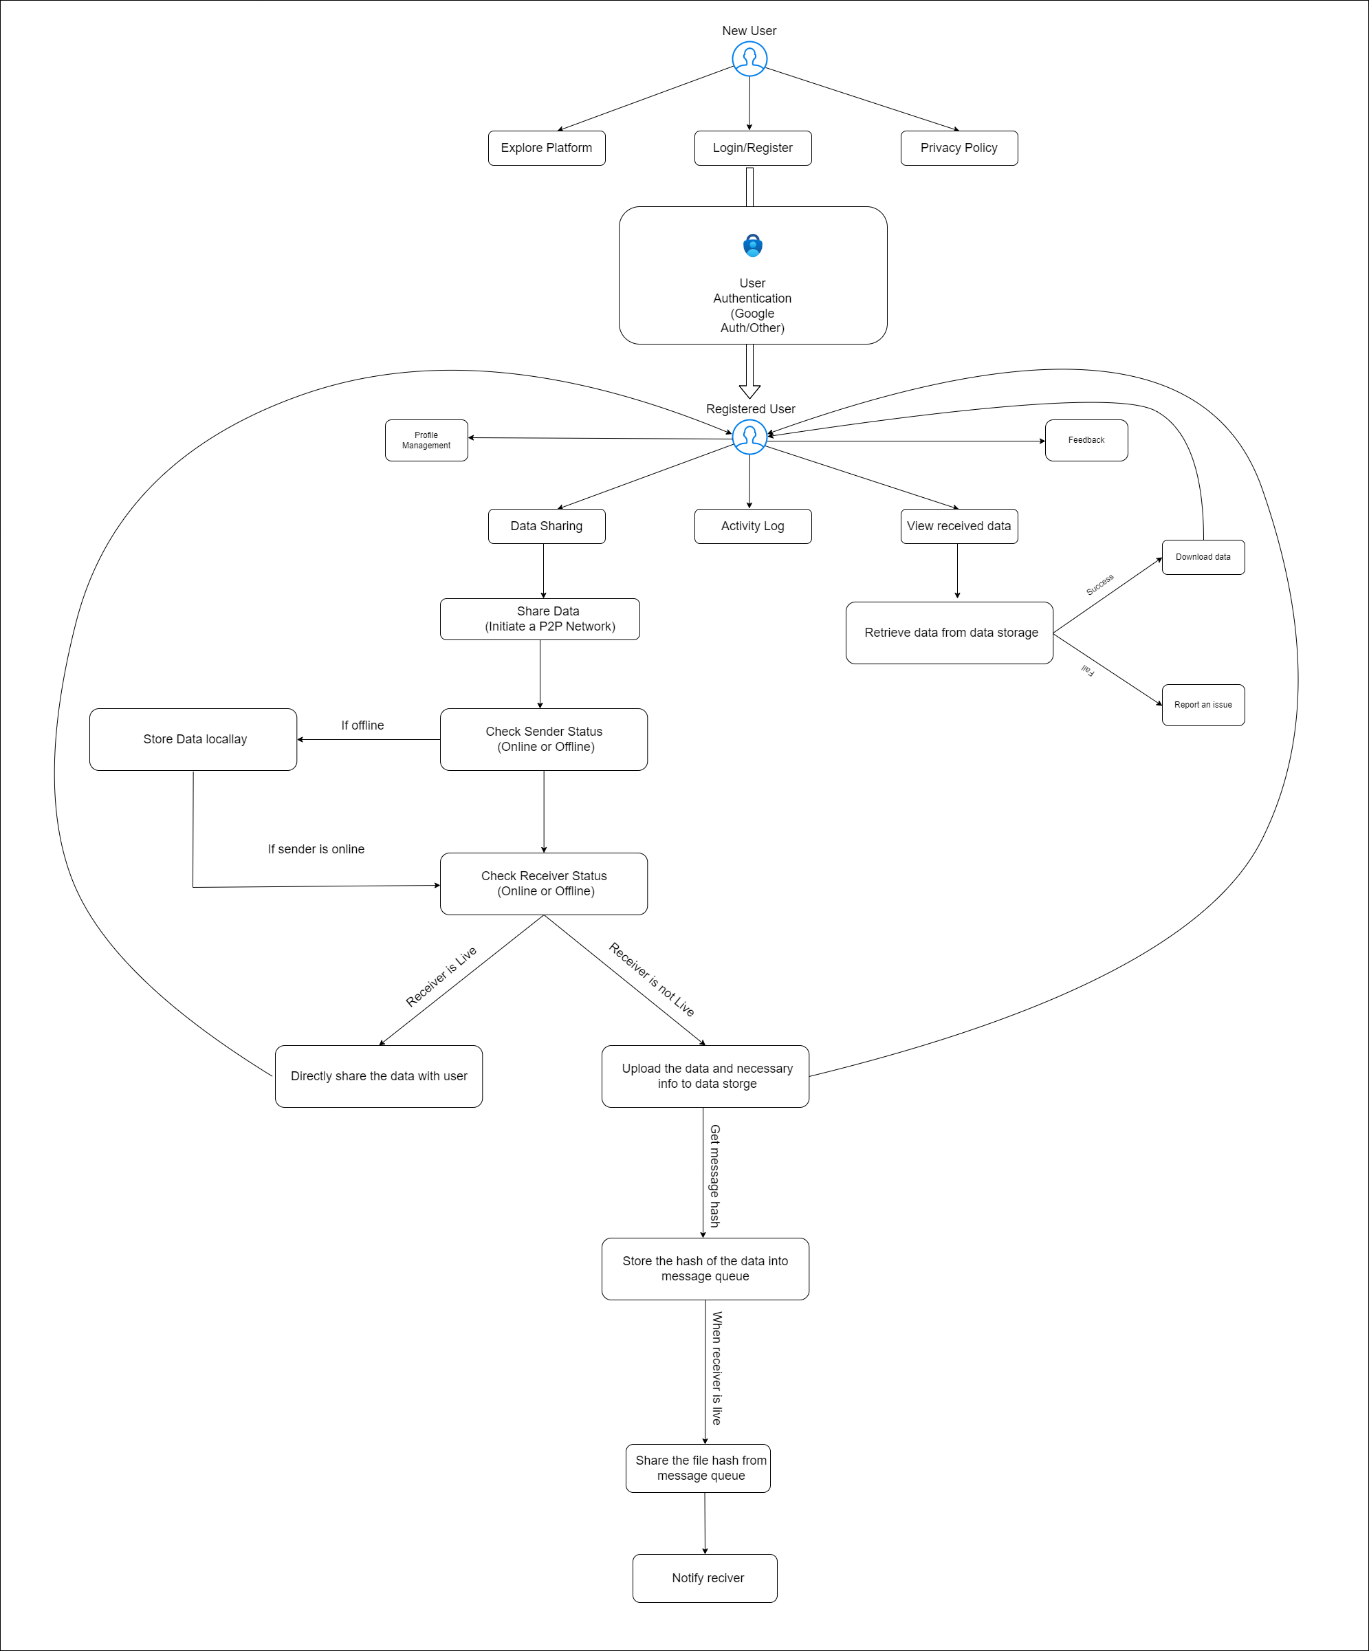 New User
Explore Platform
Login/Register
Privacy Policy
User
Authentication
(Google
Auth/Other)
Registered User
Profile
Management
Feedback
Data Sharing
Activity Log
View received data
Download data
Success
Share Data
(Initiate a P2P Network)
Retrieve data from data storage
Fail
Report an issue
If offline
Check Sender Status
(Online or Offline)
Store Data locallay
If sender is online
Check Receiver Status
(Online or Offline)
Receiver is Live
Receiver is not Live
Directly share the data with user
Upload the data and necessary
info to data storge
Get message hash
Store the hash of the data into
message queue
When receiver is live
Share the file hash from
message queue
Notify reciver